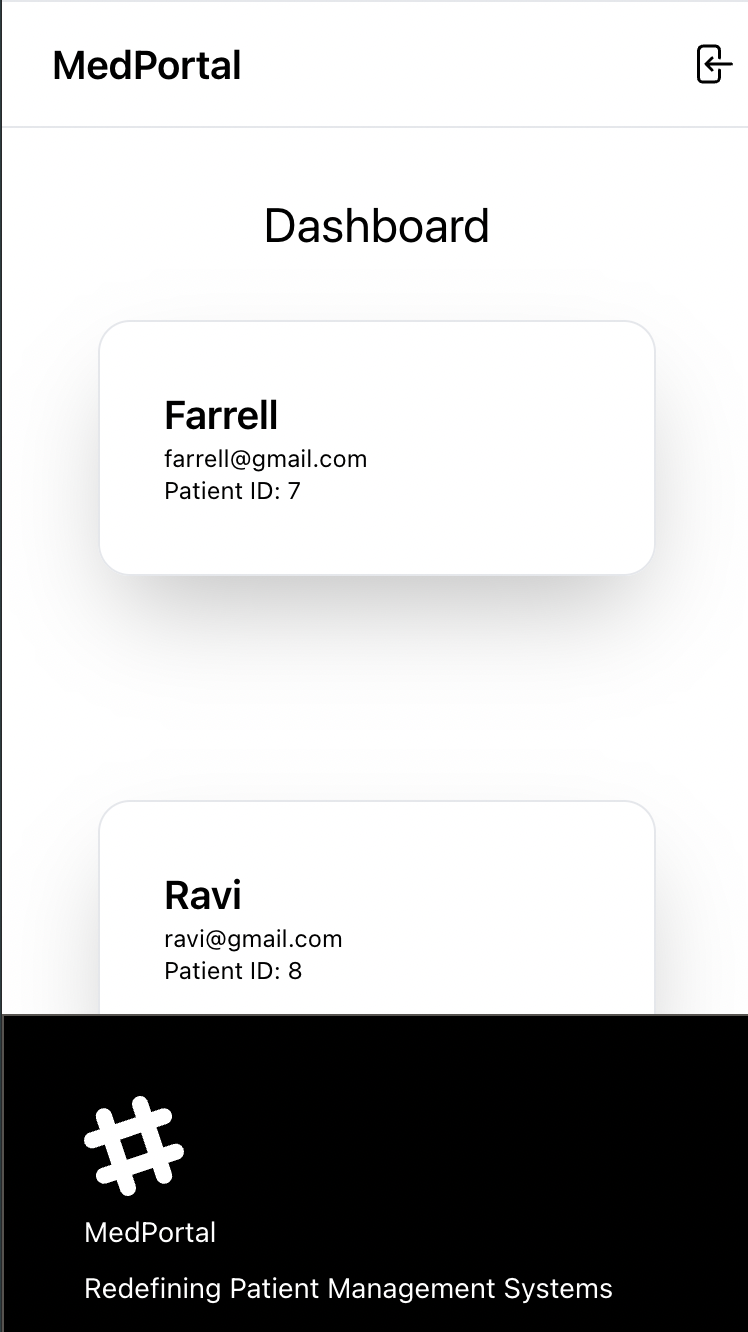 MedPortal
Dashboard
Farrell
farrell@gmail.com
Patient ID: 7
Ravi
ravi@gmail.com
Patient ID: 8
MedPortal
Redefining Patient Management Systems